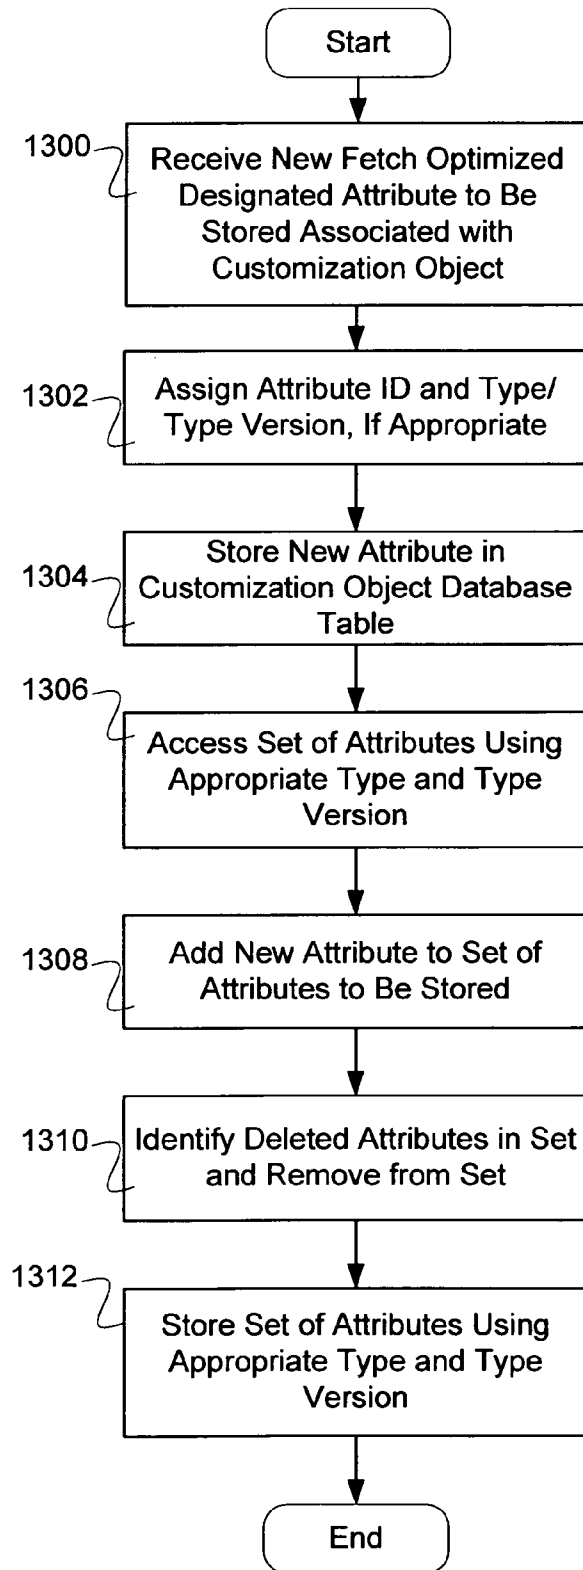 Start
1300
Receive New Fetch Optimized
Designated Attribute to Be
Stored Associated with
Customization Object
1302
Assign Attribute ID and Type/
Type Version, If Appropriate
1304
Store New Attribute in
Customization Object Database
Table
1306
Access Set of Attributes Using
Appropriate Type and Type
Version
1308
Add New Attribute to Set of
Attributes to Be Stored
1310
Identify Deleted Attributes in Set
and Remove from Set
1312
Store Set of Attributes Using
Appropriate Type and Type
Version
End